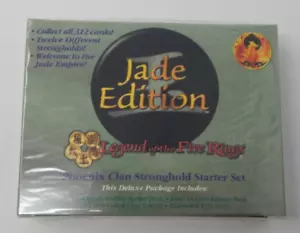 • Collect all 312 cards!
• Twelve Different
Strongholds!
• Welcome to the
Jade Empire!
Jade
Edition
Legend of the Five Rings
Phoenix Clan Stronghold Starter Set
This Deluxe Package Includes: